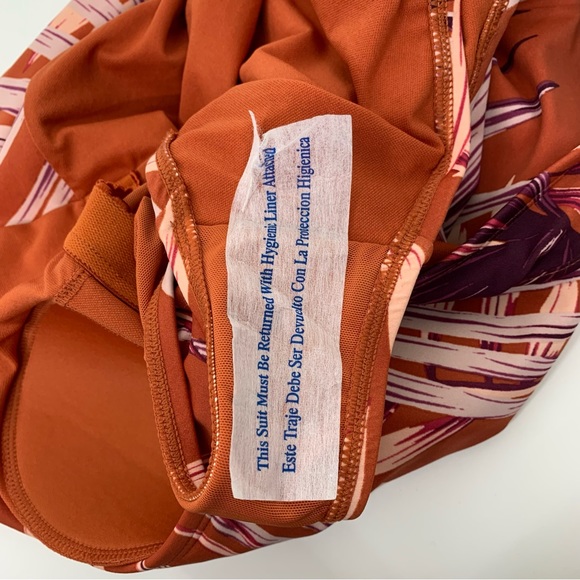 This Suit Must Be Returned With Hygienic Liner Attached
Este Traje Debe Ser Devuelto Con La Proteccion Higienica